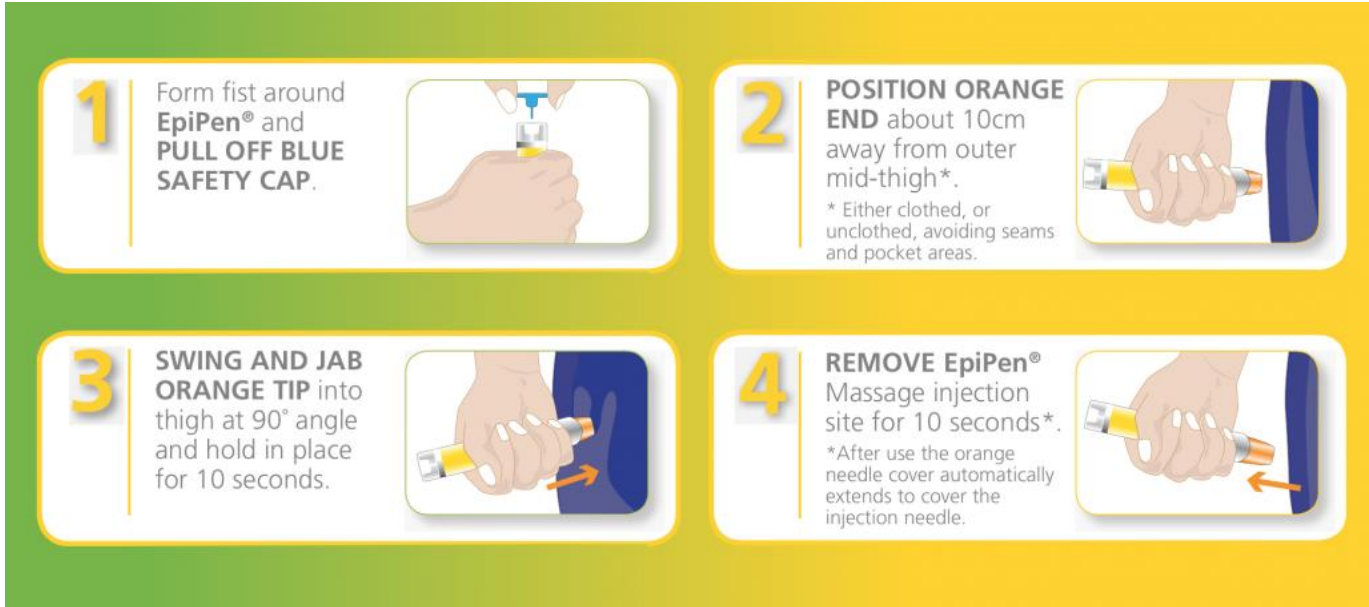 1
Form fist around
EpiPen® and
PULL OFF BLUE
SAFETY CAP.
2
POSITION ORANGE
END about 10cm
away from outer
mid-thigh*.
* Either clothed, or
unclothed, avoiding seams
and pocket areas.
3
SWING AND JAB
ORANGE TIP into
thigh at 90˚ angle
and hold in place
for 10 seconds.
4
REMOVE EpiPen®
Massage injection
site for 10 seconds*.
*After use the orange
needle cover automatically
extends to cover the
injection needle.